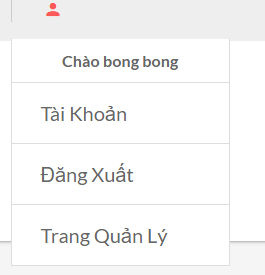 Chào bong bong
Tài Khoản
Đăng Xuất
Trang Quản Lý